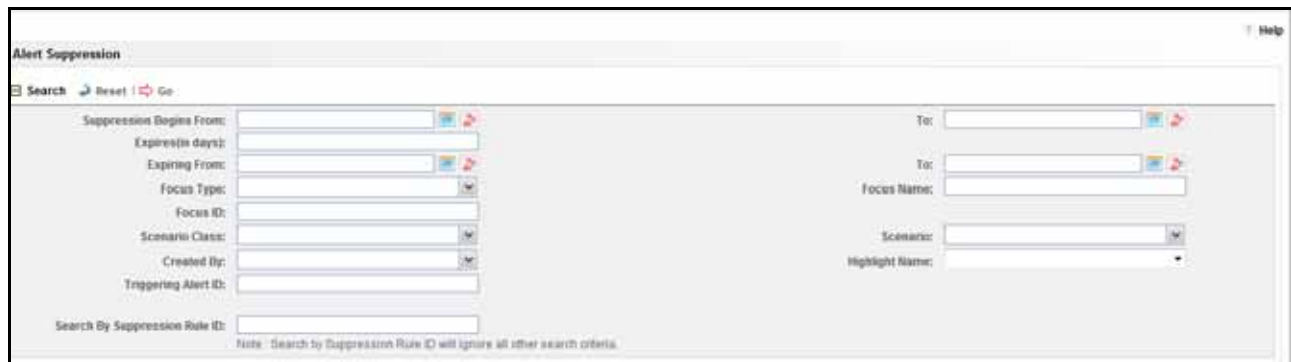 ? Help
Alert Suppression
Search Reset | Go
Suppression Begins From: To:
Expires(in days):
Expiring From: To:
Focus Type: Focus Name:
Focus ID:
Scenario Class: Scenario:
Created By: Highlight Name:
Triggering Alert ID:
Search By Suppression Rule ID:
Note : Search by Suppression Rule ID will ignore all other search criteria.